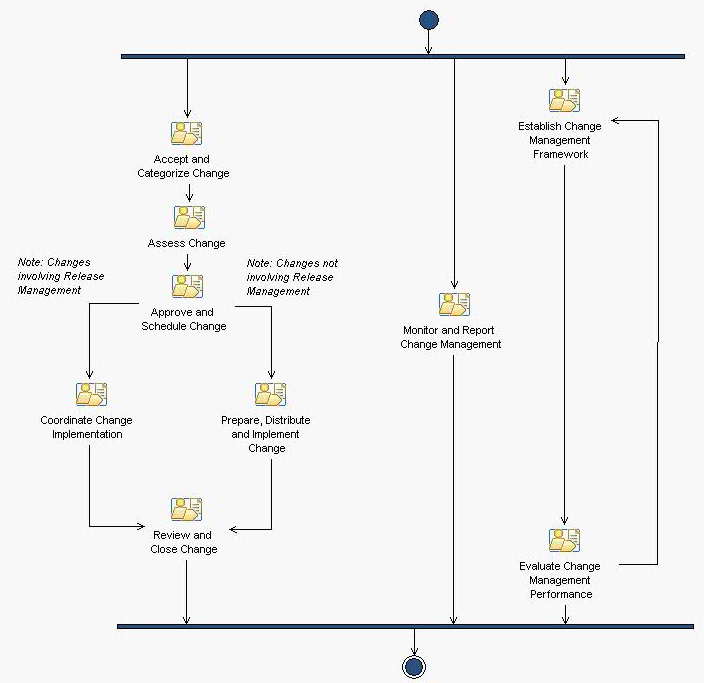 Establish Change
Management
Framework
Accept and
Categorize Change
Assess Change
Note: Changes
involving Release
Management
Note: Changes not
involving Release
Management
Approve and
Schedule Change
Monitor and Report
Change Management
Coordinate Change
Implementation
Prepare, Distribute
and Implement
Change
Review and
Close Change
Evaluate Change
Management
Performance